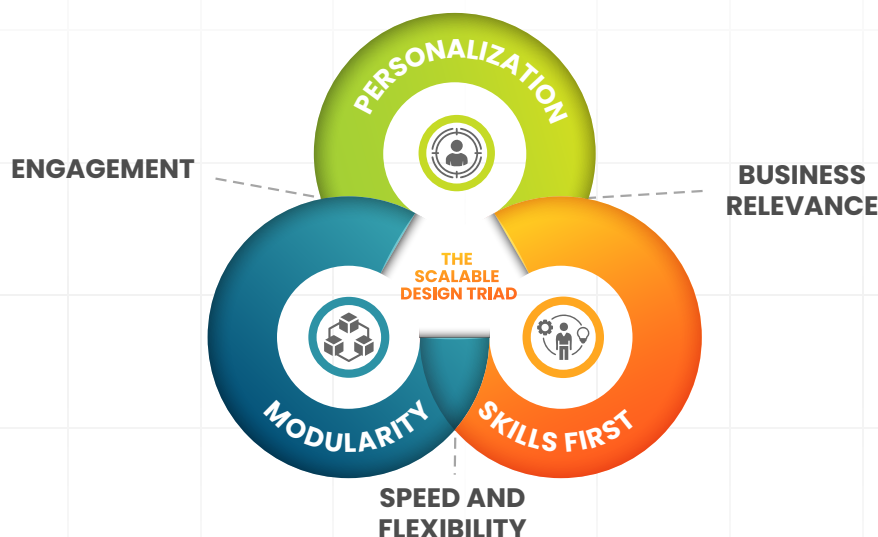 PERSONALIZATION
ENGAGEMENT
BUSINESS
RELEVANCE
THE
SCALABLE
DESIGN TRIAD
MODULARITY
SKILLS FIRST
SPEED AND
FLEXIBILITY